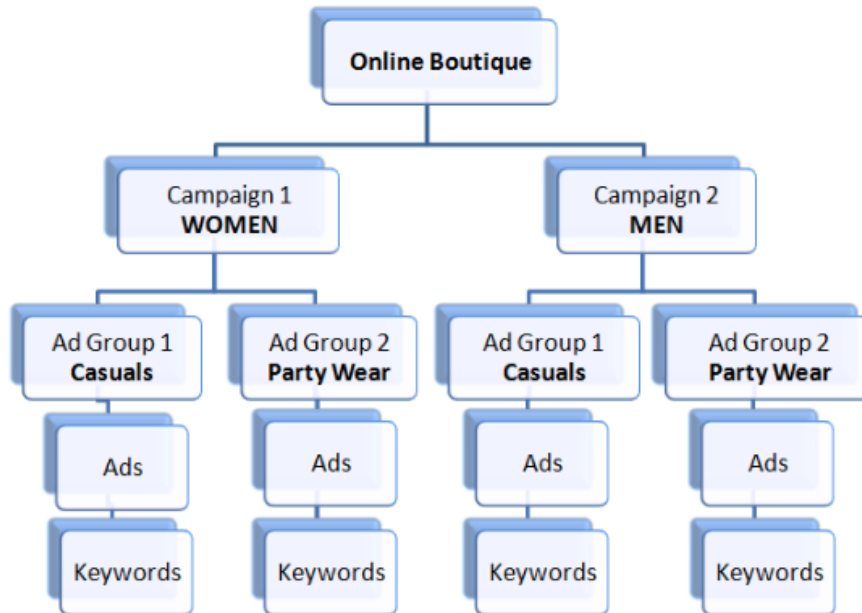 Online Boutique
Campaign 1
WOMEN
Campaign 2
MEN
Ad Group 1
Casuals
Ad Group 2
Party Wear
Ad Group 1
Casuals
Ad Group 2
Party Wear
Ads
Ads
Ads
Ads
Keywords
Keywords
Keywords
Keywords